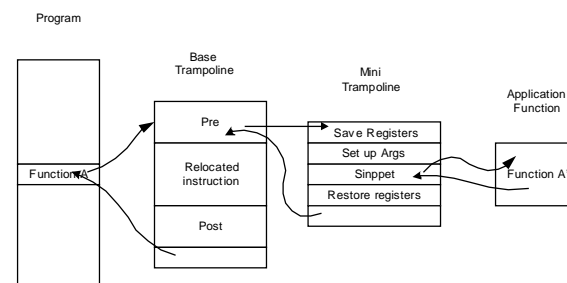 Program
Base
Trampoline
Mini
Trampoline
Application
Function
Pre
Save Registers
Set up Args
Function A
Relocated
instruction
Sinppet
Function A'
Restore registers
Post